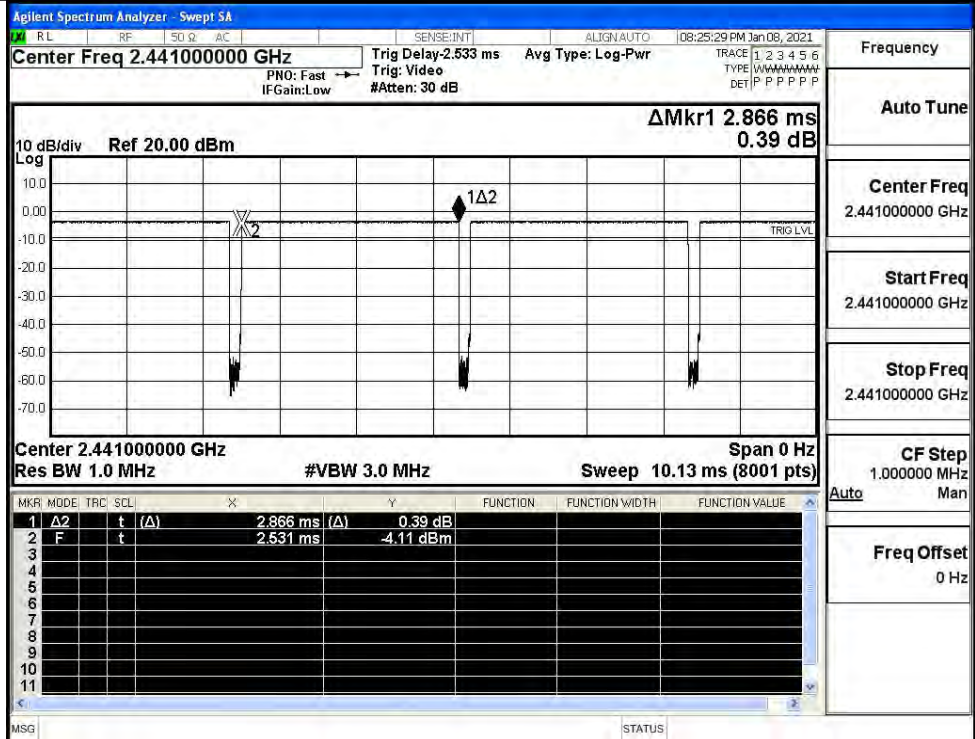 Agilent Spectrum Analyzer - Swept SA
LXI RL RF 50 Ω AC SENSE:INT ALIGNAUTO 08:25:29 PM Jan 08, 2021
Center Freq 2.441000000 GHz Trig Delay-2.533 ms Avg Type: Log-Pwr TRACE 1 2 3 4 5 6
PNO: Fast Trig: Video TYPE WWWWWW
IFGain:Low #Atten: 30 dB DET P P P P P P
ΔMkr1 2.866 ms
0.39 dB
10 dB/div Ref 20.00 dBm
Log
10.0
0.00
-10.0
-20.0
-30.0
-40.0
-50.0
-60.0
-70.0
1Δ2
2
TRIG LVL
Center 2.441000000 GHz Span 0 Hz
Res BW 1.0 MHz #VBW 3.0 MHz Sweep 10.13 ms (8001 pts)
MKR MODE TRC SCL X Y FUNCTION FUNCTION WIDTH FUNCTION VALUE
1 Δ2 t (Δ) 2.866 ms (Δ) 0.39 dB
2 F t 2.531 ms -4.11 dBm
3
4
5
6
7
8
9
10
11
MSG STATUS
Frequency
Auto Tune
Center Freq
2.441000000 GHz
Start Freq
2.441000000 GHz
Stop Freq
2.441000000 GHz
CF Step
1.000000 MHz
Auto Man
Freq Offset
0 Hz